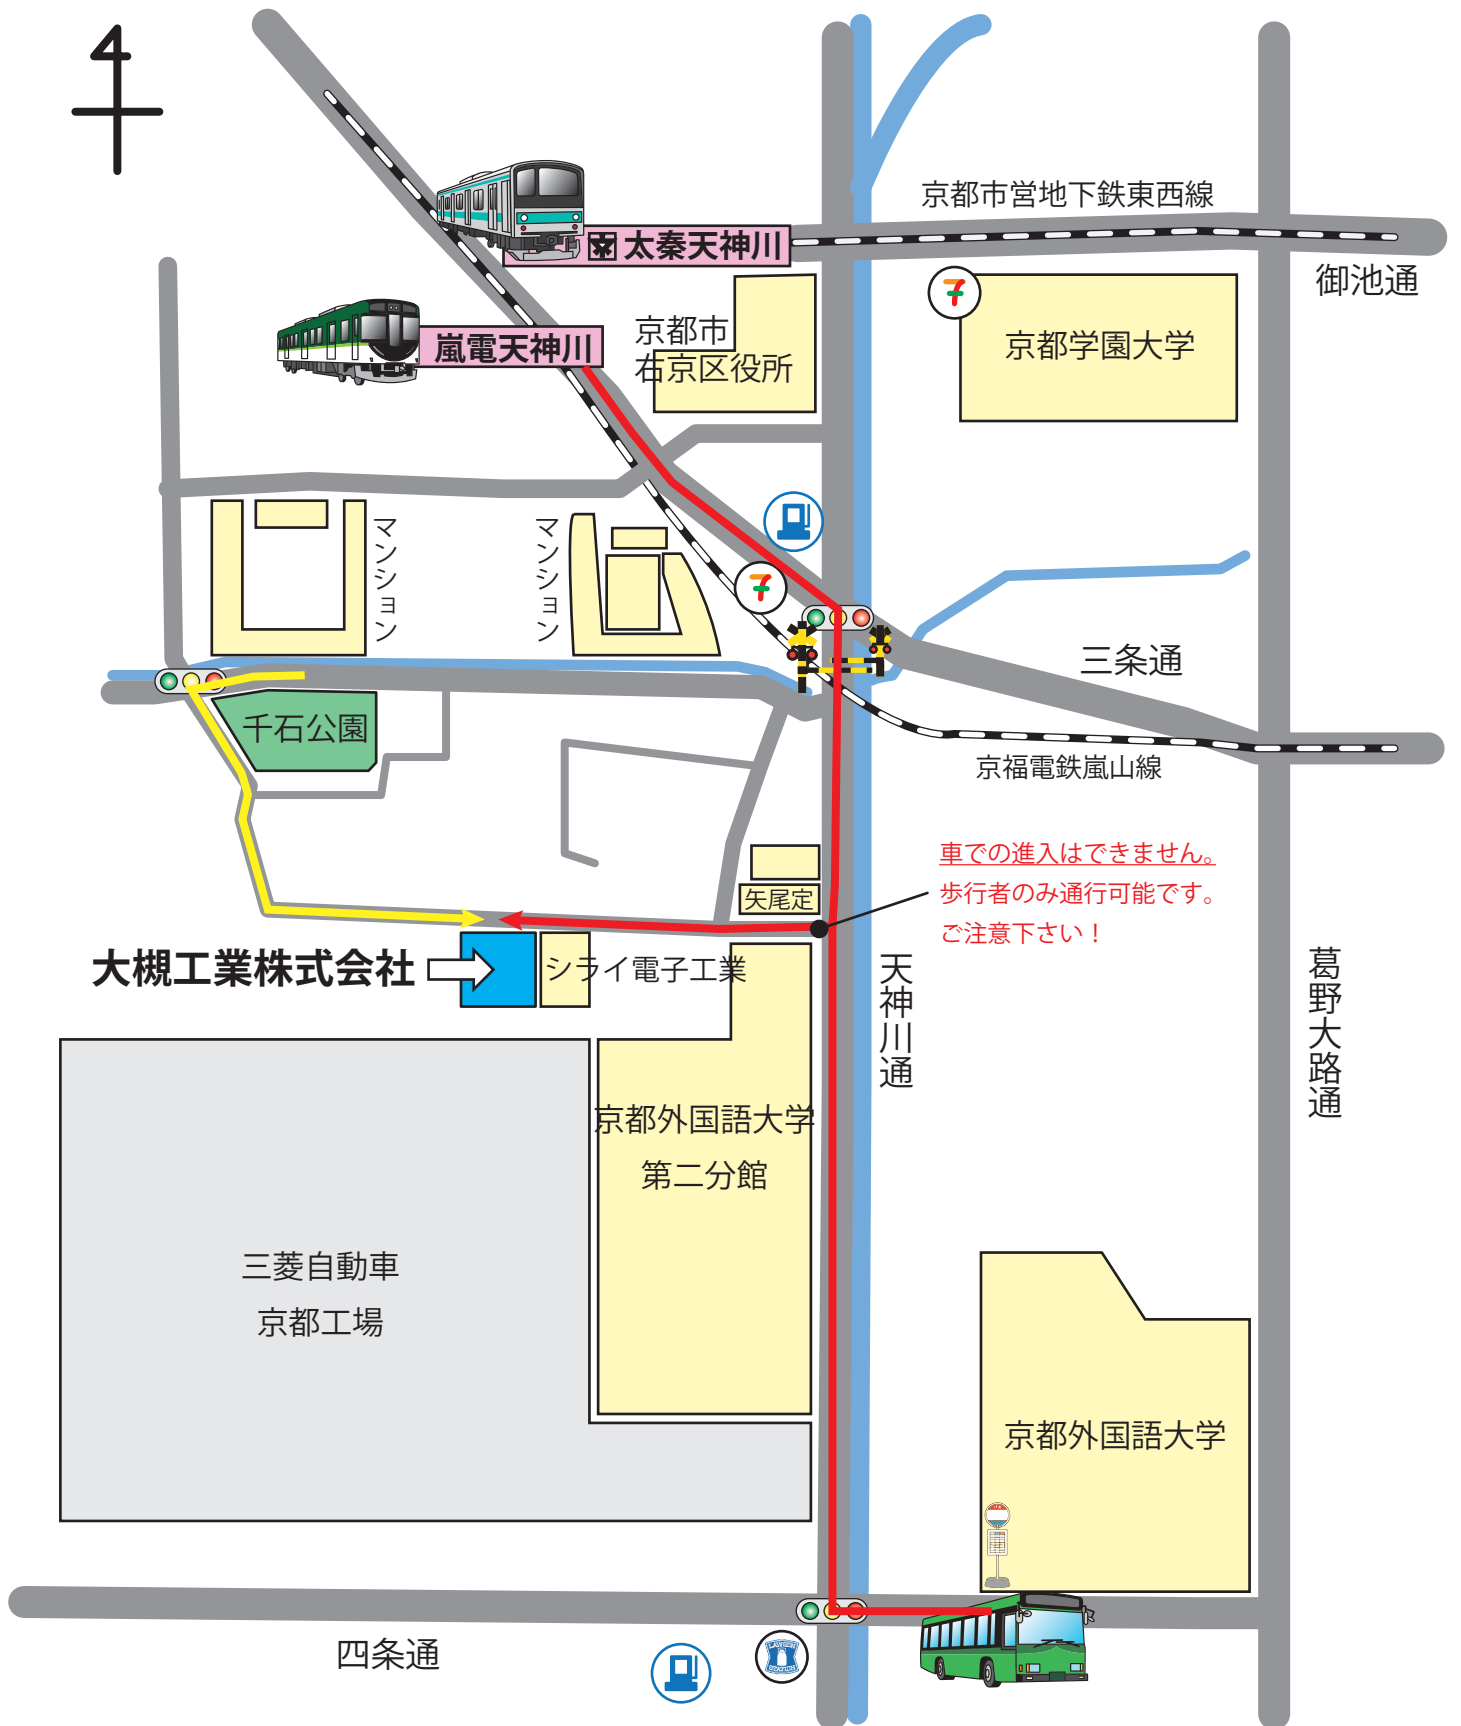 京都市営地下鉄東西線
太秦天神川
御池通
嵐電天神川
京都市
右京区役所
京都学園大学
マンション
マンション
三条通
千石公園
京福電鉄嵐山線
車での進入はできません。
歩行者のみ通行可能です。
ご注意下さい！
矢尾定
大槻工業株式会社
シライ電子工業
天神川通
葛野大路通
京都外国語大学
第二分館
三菱自動車
京都工場
京都外国語大学
四条通
LAWSON
STATION